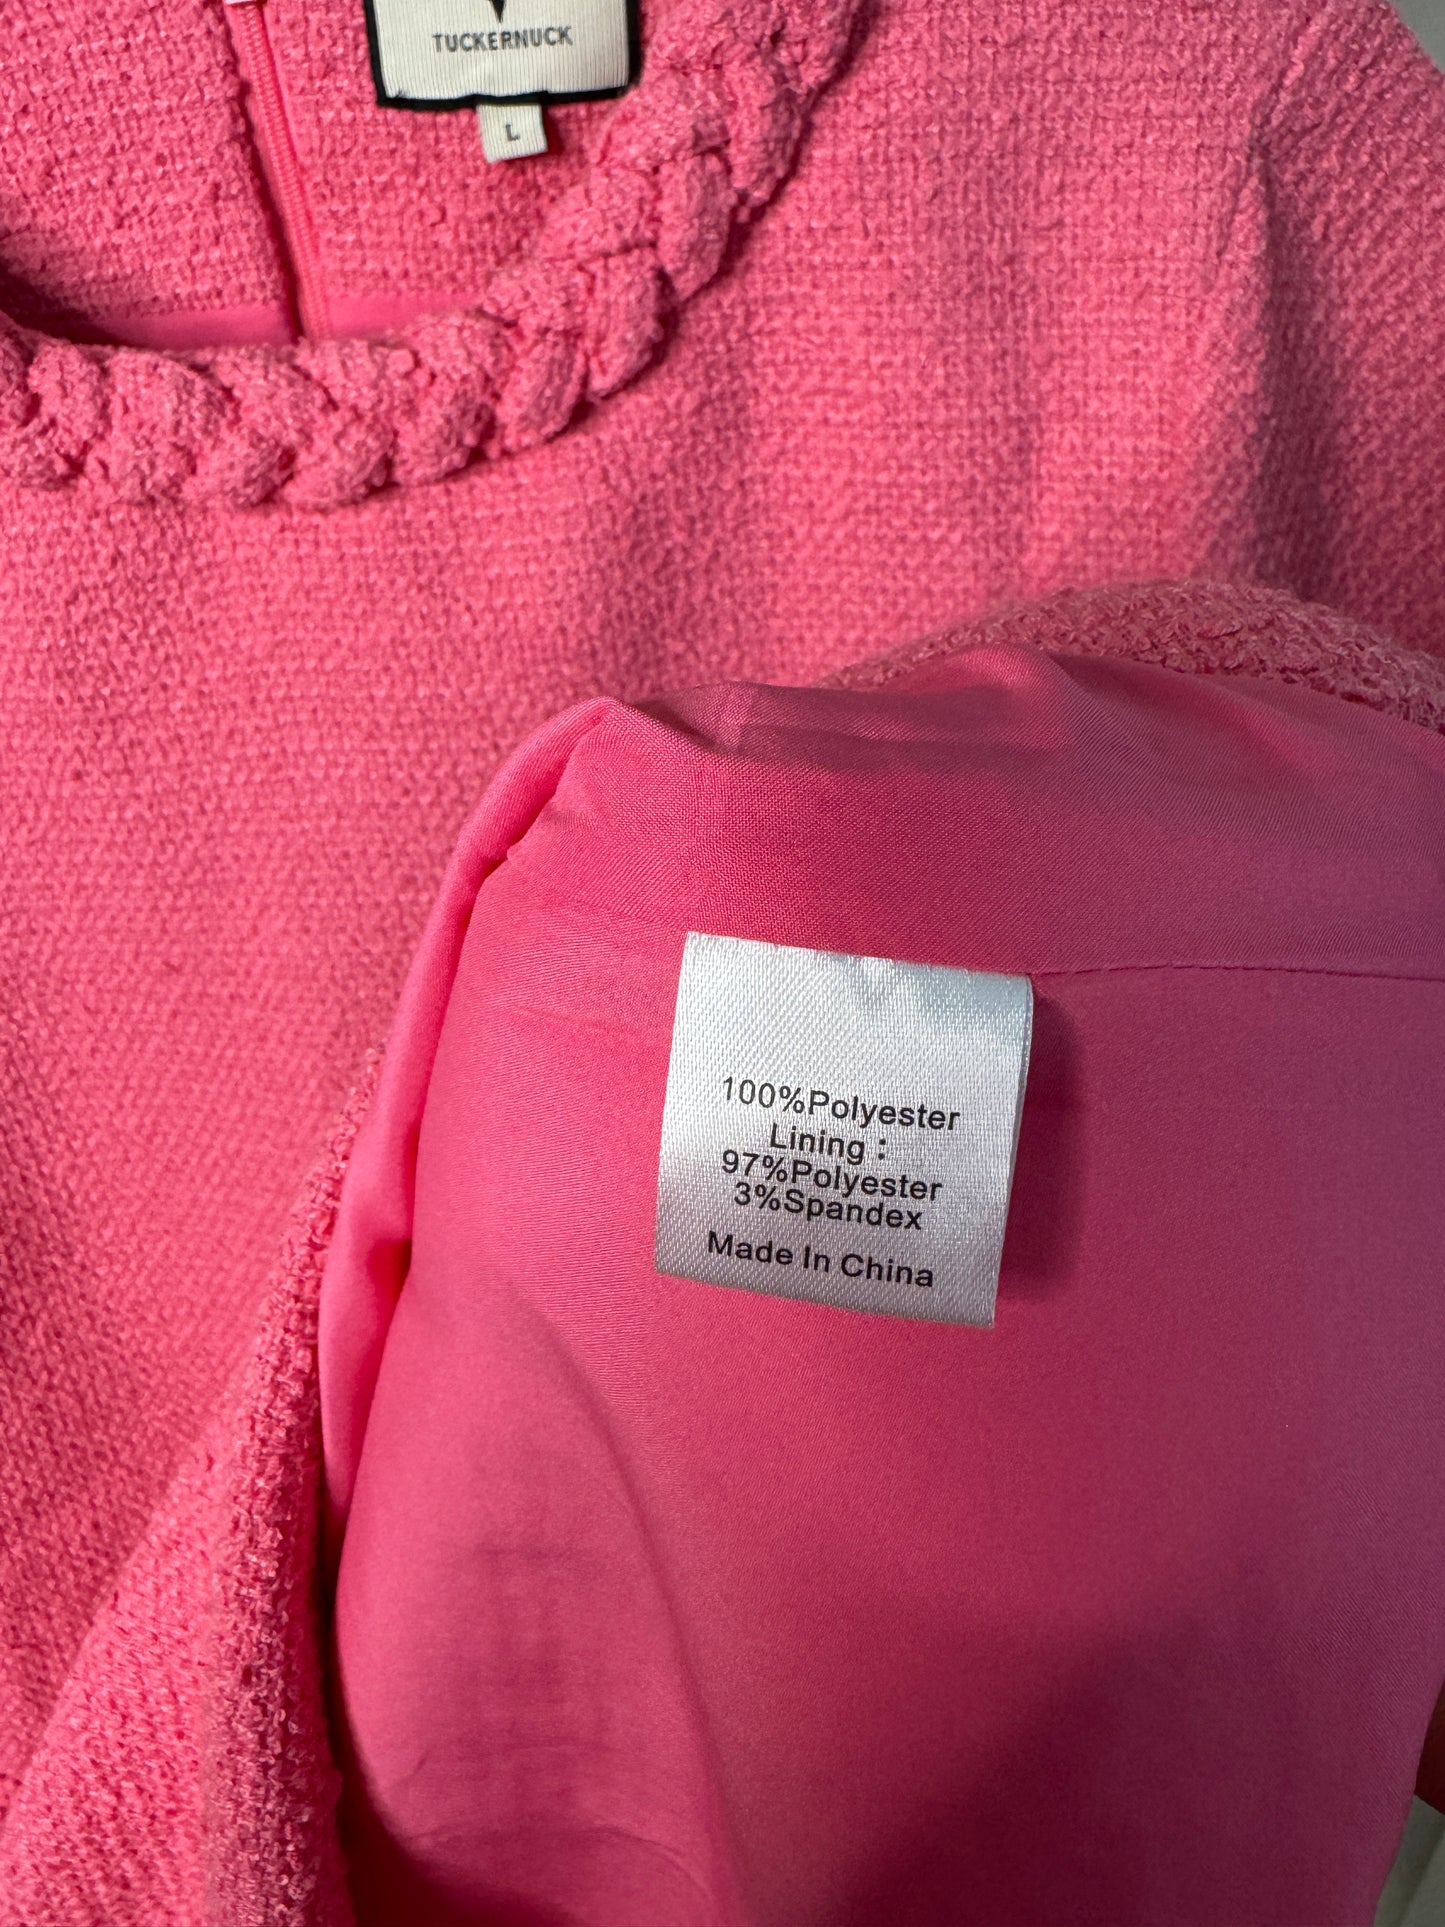 TUCKERNUCK
L
100%Polyester
Lining :
97%Polyester
3%Spandex
Made In China